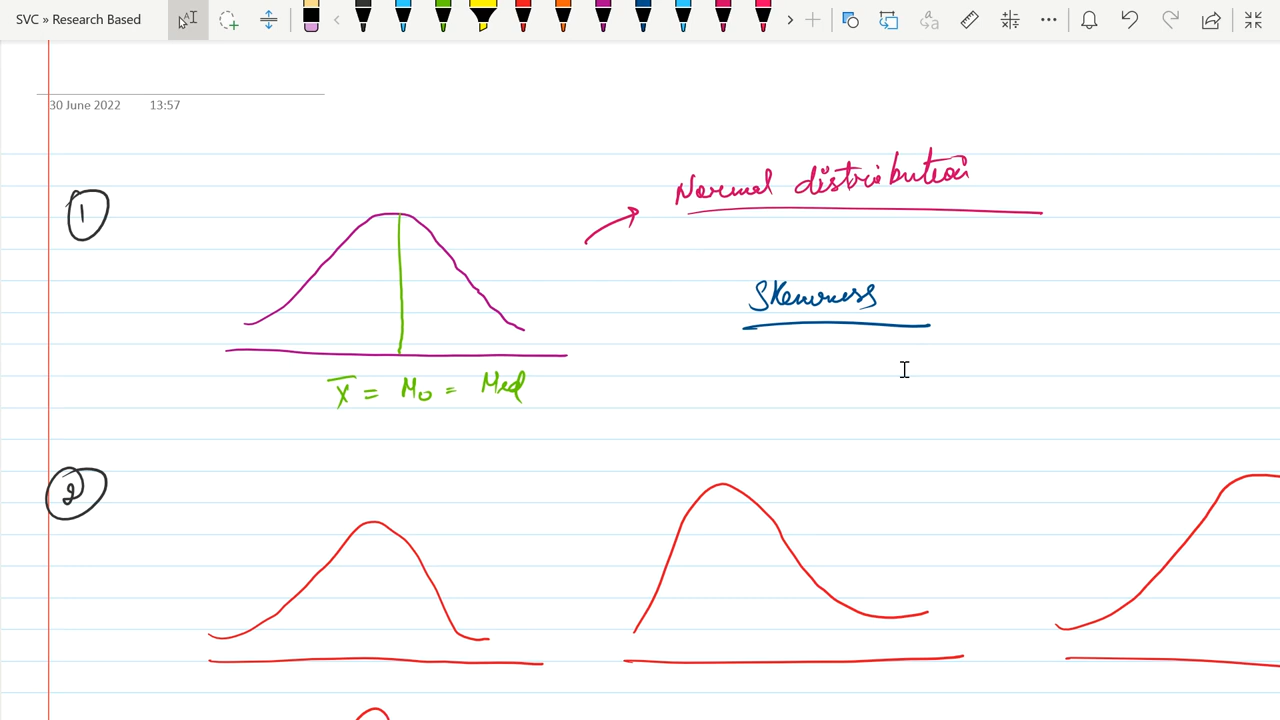 SVC » Research Based
30 June 2022 13:57
1
Normal distribution
Skewness
X̅ = Mo = Med
2